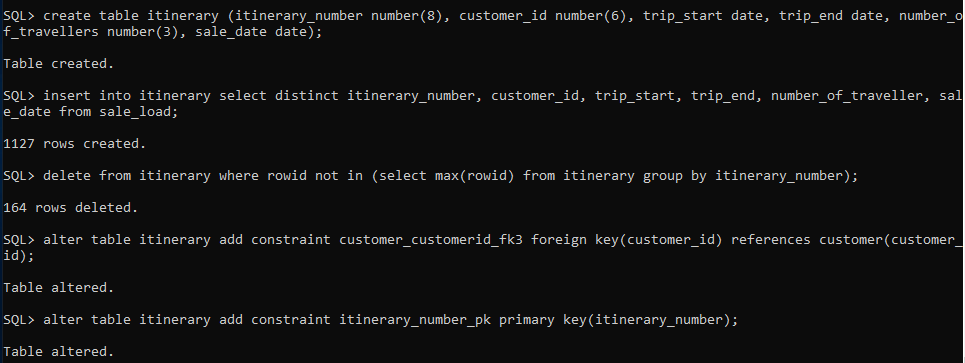 SQL> create table itinerary (itinerary_number number(8), customer_id number(6), trip_start date, trip_end date, number_o
f_travellers number(3), sale_date date);
Table created.
SQL> insert into itinerary select distinct itinerary_number, customer_id, trip_start, trip_end, number_of_traveller, sal
e_date from sale_load;
1127 rows created.
SQL> delete from itinerary where rowid not in (select max(rowid) from itinerary group by itinerary_number);
164 rows deleted.
SQL> alter table itinerary add constraint customer_customerid_fk3 foreign key(customer_id) references customer(customer_
id);
Table altered.
SQL> alter table itinerary add constraint itinerary_number_pk primary key(itinerary_number);
Table altered.